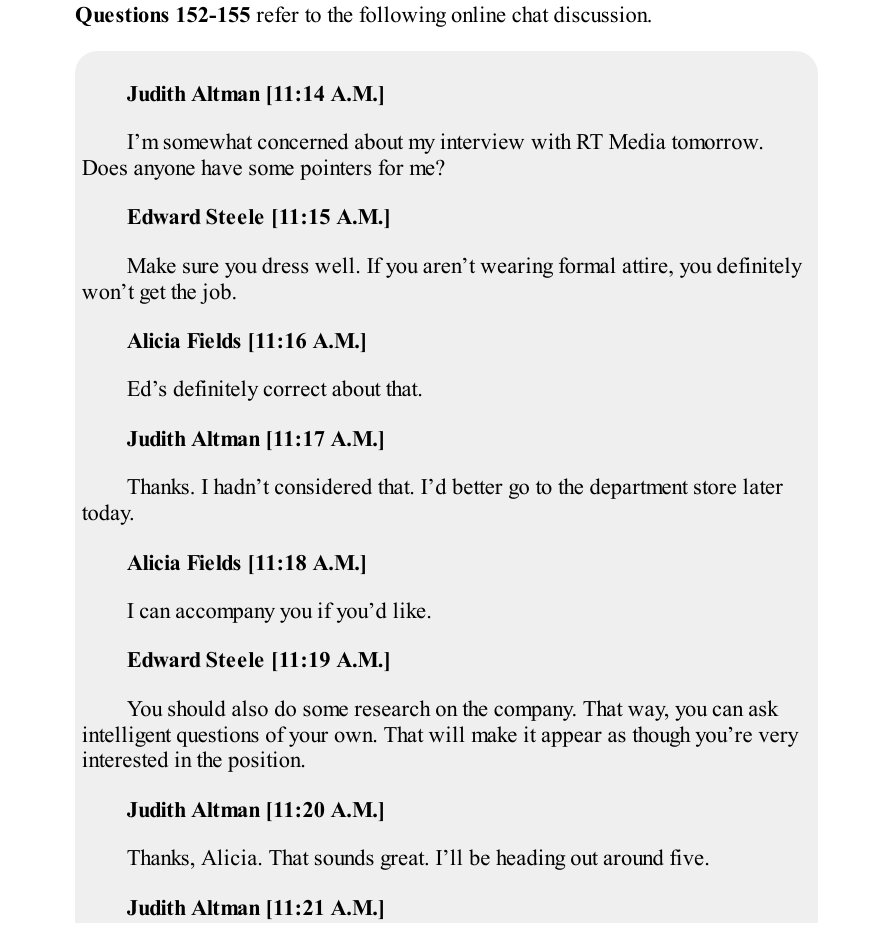 Questions 152-155 refer to the following online chat discussion.
Judith Altman [11:14 A.M.]
I'm somewhat concerned about my interview with RT Media tomorrow.
Does anyone have some pointers for me?
Edward Steele [11:15 A.M.]
Make sure you dress well. If you aren't wearing formal attire, you definitely
won't get the job.
Alicia Fields [11:16 A.M.]
Ed's definitely correct about that.
Judith Altman [11:17 A.M.]
Thanks. I hadn't considered that. I'd better go to the department store later
today.
Alicia Fields [11:18 A.M.]
I can accompany you if you'd like.
Edward Steele [11:19 A.M.]
You should also do some research on the company. That way, you can ask
intelligent questions of your own. That will make it appear as though you're very
interested in the position.
Judith Altman [11:20 A.M.]
Thanks, Alicia. That sounds great. I'll be heading out around five.
Judith Altman [11:21 A.M.]